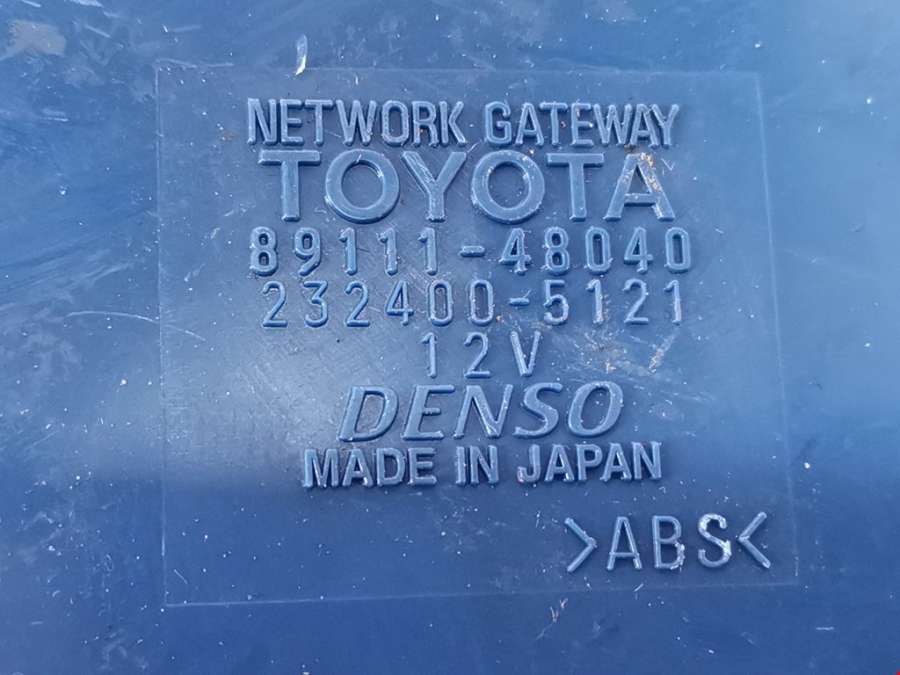 NETWORK GATEWAY
TOYOTA
89111-48040
232400-5121
12V
DENSO
MADE IN JAPAN
>ABS<